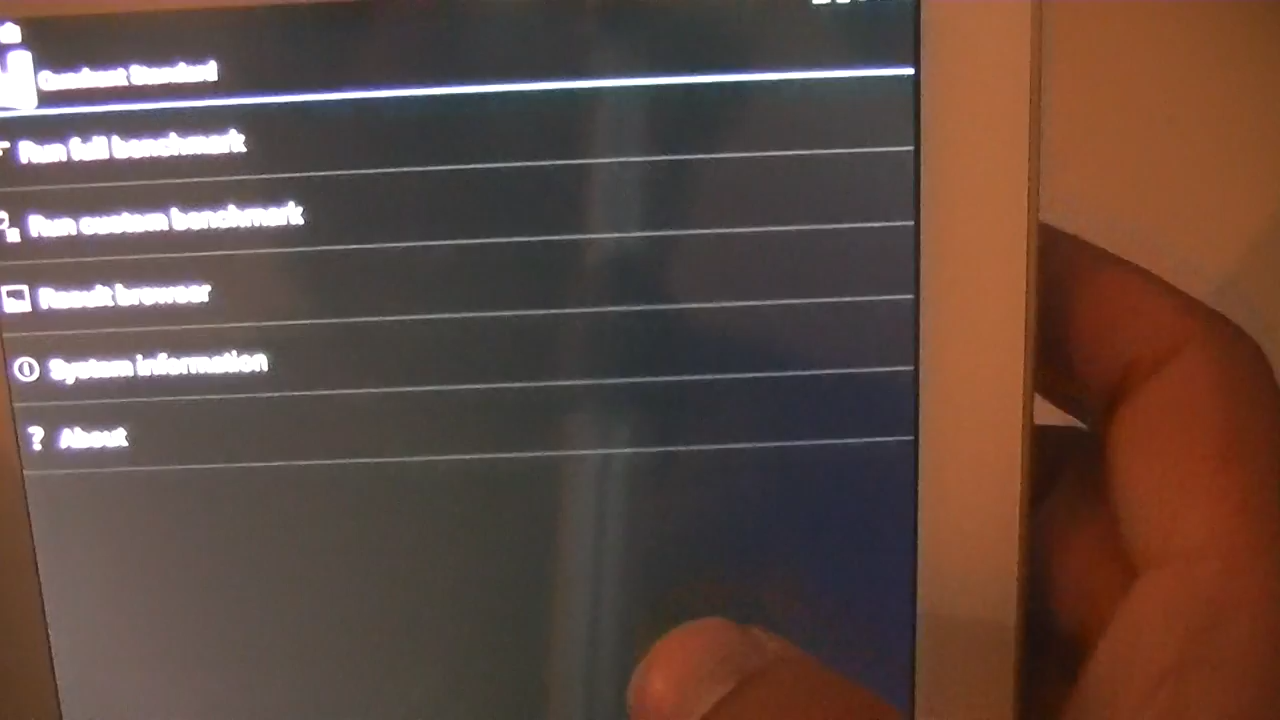 Quadrant Standard
Run full benchmark
Run custom benchmark
Result browser
System information
? About